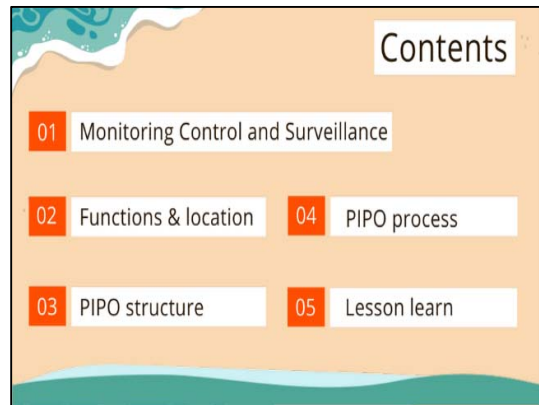 Contents
01 Monitoring Control and Surveillance
02 Functions & location
03 PIPO structure
04 PIPO process
05 Lesson learn